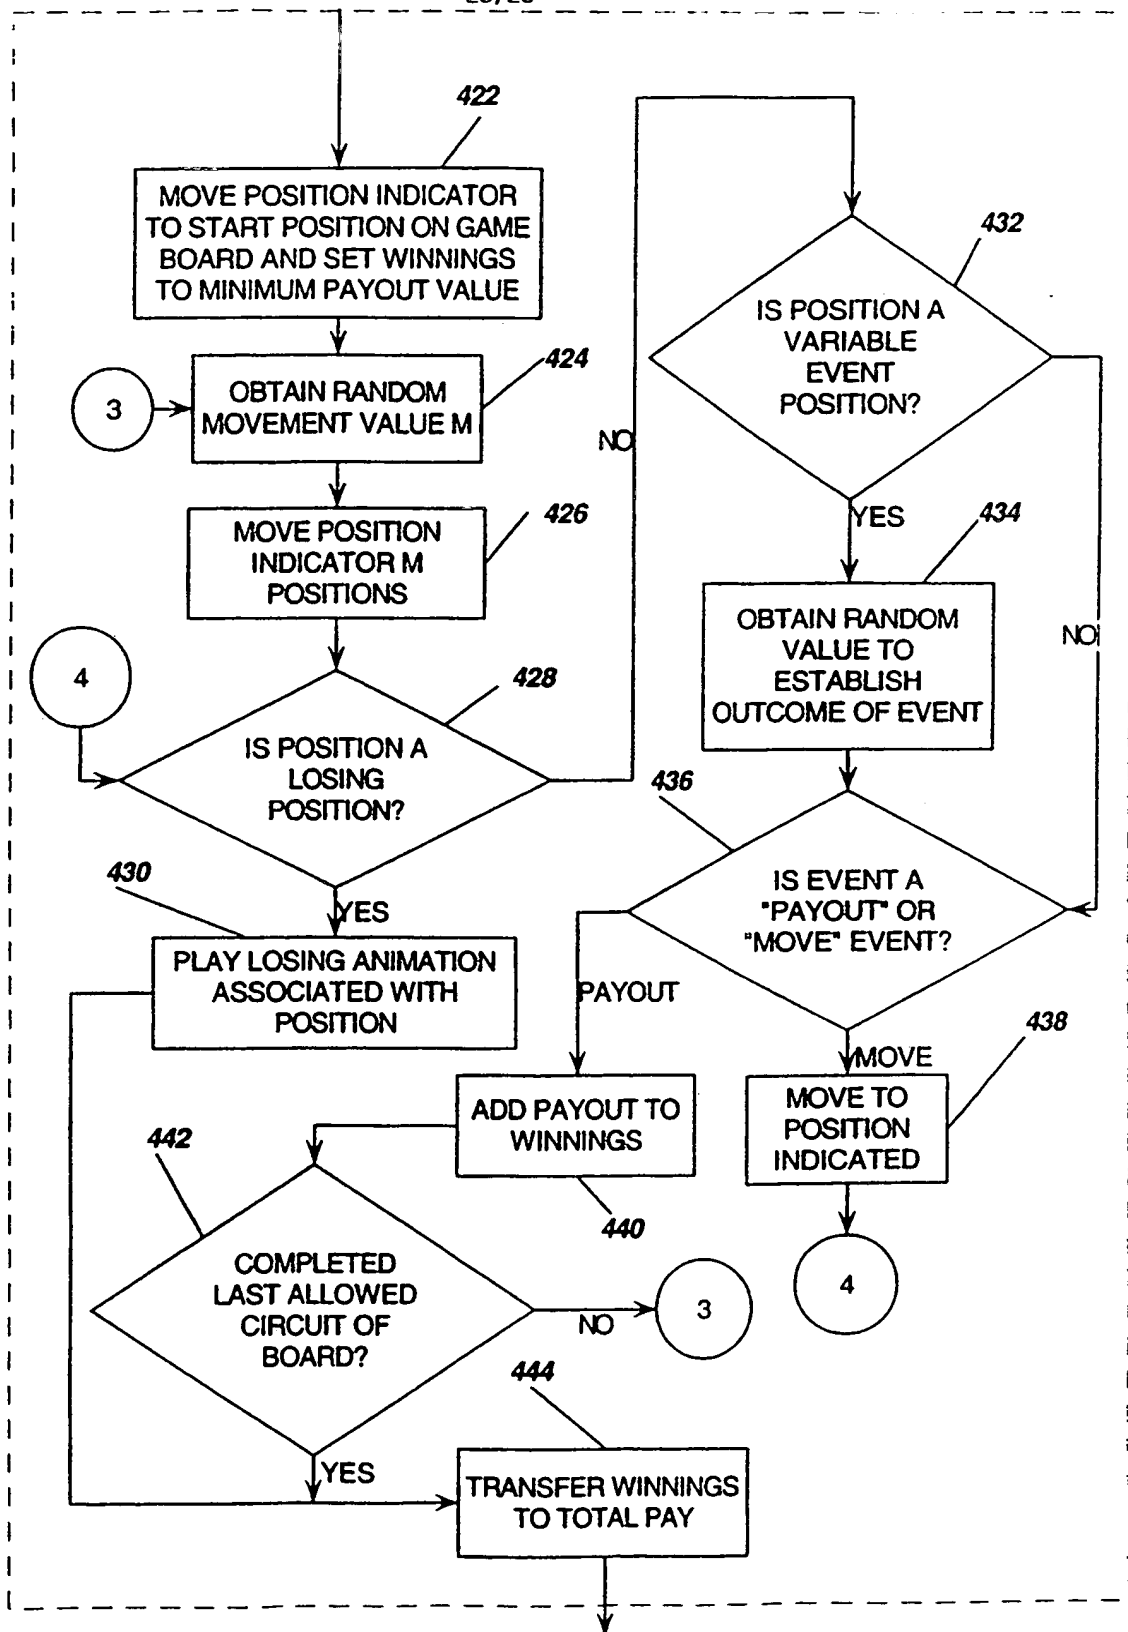 422
MOVE POSITION INDICATOR
TO START POSITION ON GAME
BOARD AND SET WINNINGS
TO MINIMUM PAYOUT VALUE
424
3
OBTAIN RANDOM
MOVEMENT VALUE M
426
MOVE POSITION
INDICATOR M
POSITIONS
4
428
IS POSITION A
LOSING
POSITION?
NO
430
YES
PLAY LOSING ANIMATION
ASSOCIATED WITH
POSITION
432
IS POSITION A
VARIABLE
EVENT
POSITION?
YES
NO
434
OBTAIN RANDOM
VALUE TO
ESTABLISH
OUTCOME OF EVENT
436
IS EVENT A
"PAYOUT" OR
"MOVE" EVENT?
PAYOUT
MOVE
438
MOVE TO
POSITION
INDICATED
4
ADD PAYOUT TO
WINNINGS
440
442
COMPLETED
LAST ALLOWED
CIRCUIT OF
BOARD?
NO
3
YES
444
TRANSFER WINNINGS
TO TOTAL PAY